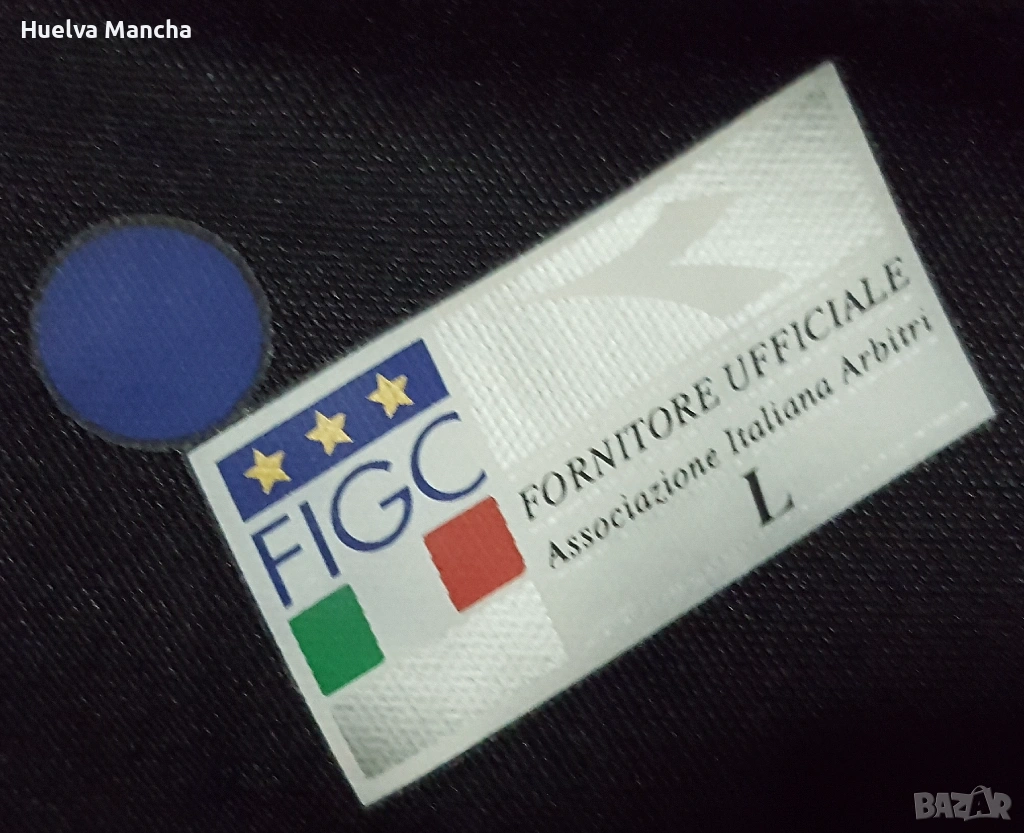 Huelva Mancha
FIGC
FORNITORE UFFICIALE
Associazione Italiana Arbitri
L
BAZAR